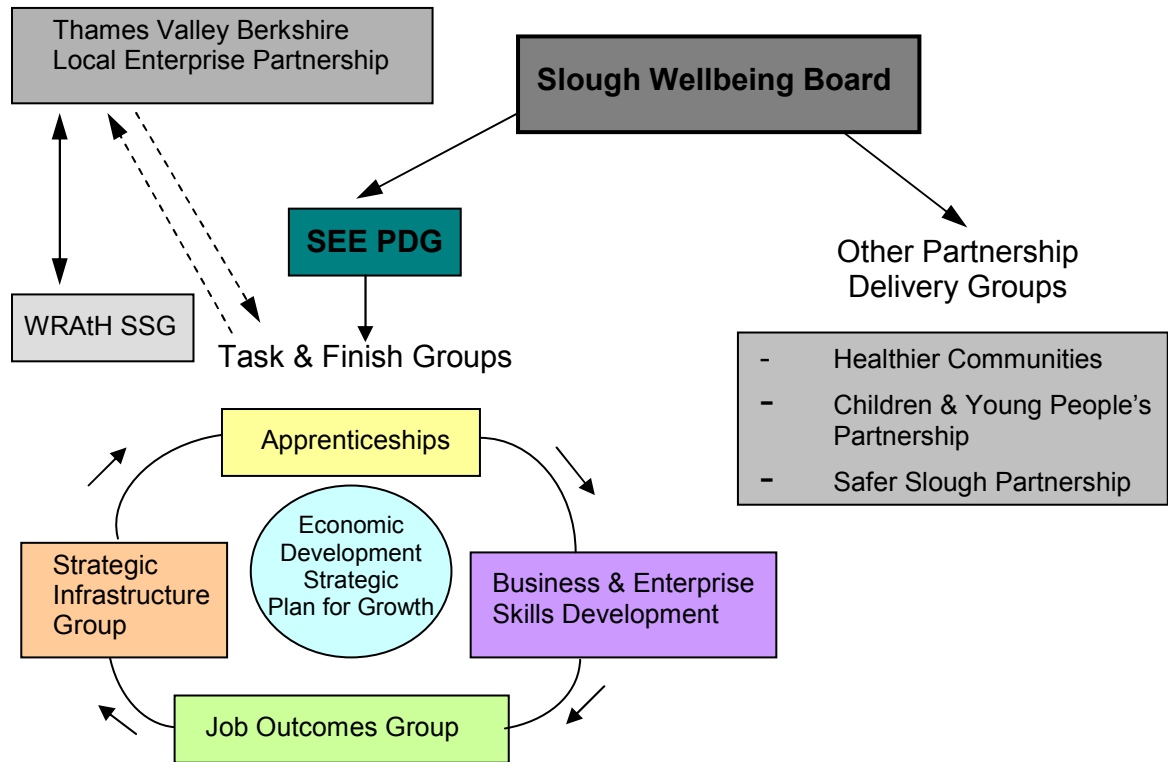 Thames Valley Berkshire
Local Enterprise Partnership
Slough Wellbeing Board
SEE PDG
WRAtH SSG
Task & Finish Groups
Other Partnership
Delivery Groups
- Healthier Communities
- Children & Young People's
Partnership
- Safer Slough Partnership
Apprenticeships
Economic
Development
Strategic
Plan for Growth
Strategic
Infrastructure
Group
Business & Enterprise
Skills Development
Job Outcomes Group